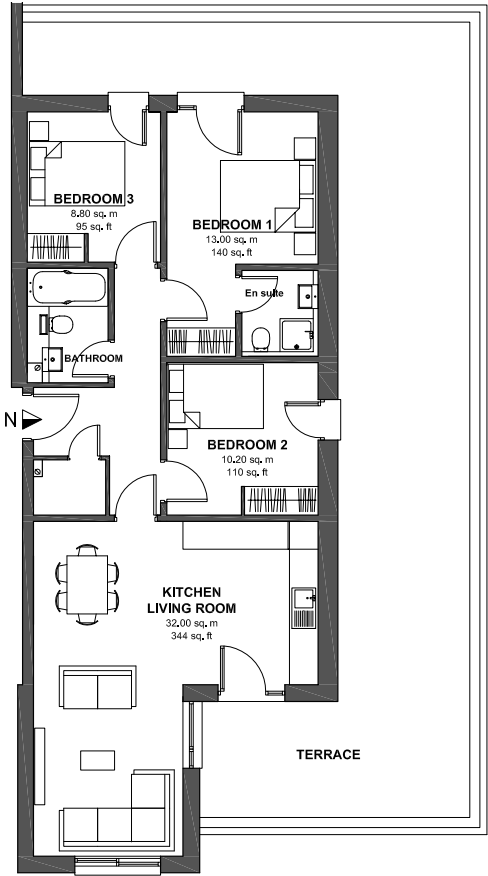 BEDROOM 3
8.80 sq. m
95 sq. ft
BEDROOM 1
13.00 sq. m
140 sq. ft
En suite
BATHROOM
N
BEDROOM 2
10.20 sq. m
110 sq. ft
KITCHEN
LIVING ROOM
32.00 sq. m
344 sq. ft
TERRACE